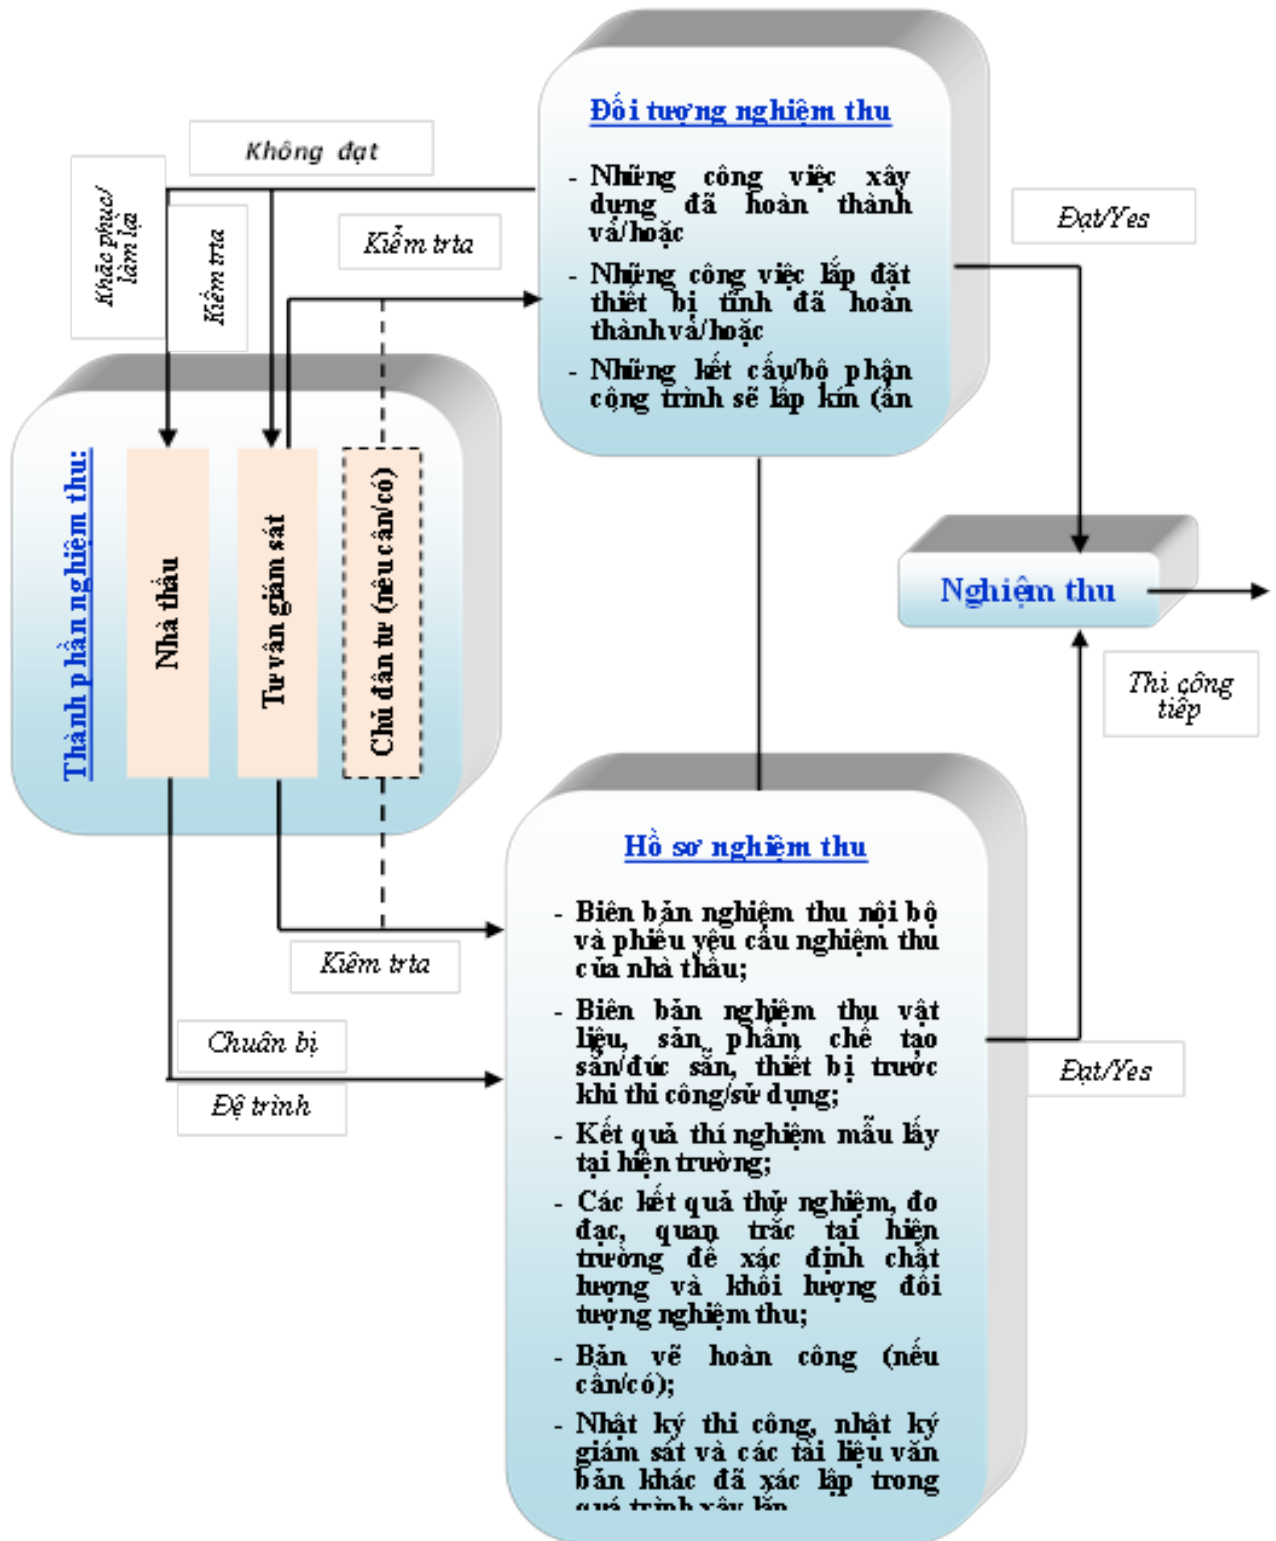 Đối tượng nghiệm thu
- Những công việc xây
dựng đã hoàn thành
và/hoặc
- Những công việc lắp đặt
thiết bị tĩnh đã hoàn
thành và/hoặc
- Những kết cấu/bộ phận
cộng trình sẽ lấp kín (ẩn
Không đạt
Khắc phục/
làm lại
Kiểm trta
Kiểm trta
Đạt/Yes
Thành phần nghiệm thu:
Nhà thầu
Tư vấn giám sát
Chủ đân tư (nếu cần/có)
Nghiệm thu
Thi công
tiếp
Hồ sơ nghiệm thu
- Biên bản nghiệm thu nội bộ
và phiếu yêu cầu nghiệm thu
của nhà thầu;
- Biên bản nghiệm thu vật
liệu, sản phẩm chế tạo
sẵn/đúc sẵn, thiết bị trước
khi thi công/sử dụng;
- Kết quả thí nghiệm mẫu lấy
tại hiện trường;
- Các kết quả thử nghiệm, đo
đạc, quan trắc tại hiện
trường để xác định chất
lượng và khối lượng đối
tượng nghiệm thu;
- Bản vẽ hoàn công (nếu
cần/có);
- Nhật ký thi công, nhật ký
giám sát và các tài liệu văn
bản khác đã xác lập trong
quá trình xây lắp
Kiểm trta
Chuẩn bị
Đệ trình
Đạt/Yes